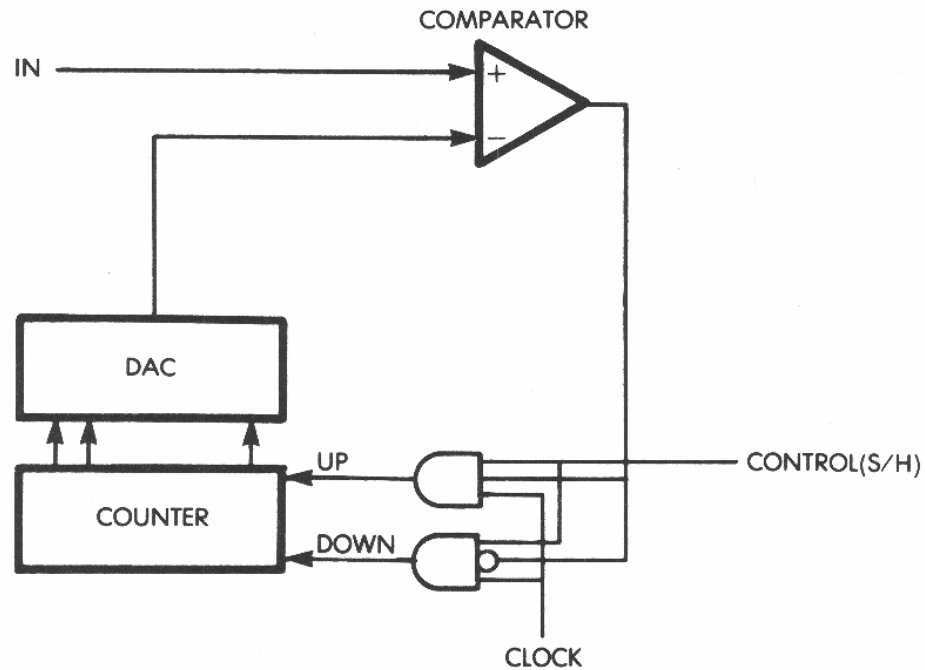 COMPARATOR
IN
+
−
DAC
UP
CONTROL(S/H)
COUNTER
DOWN
CLOCK